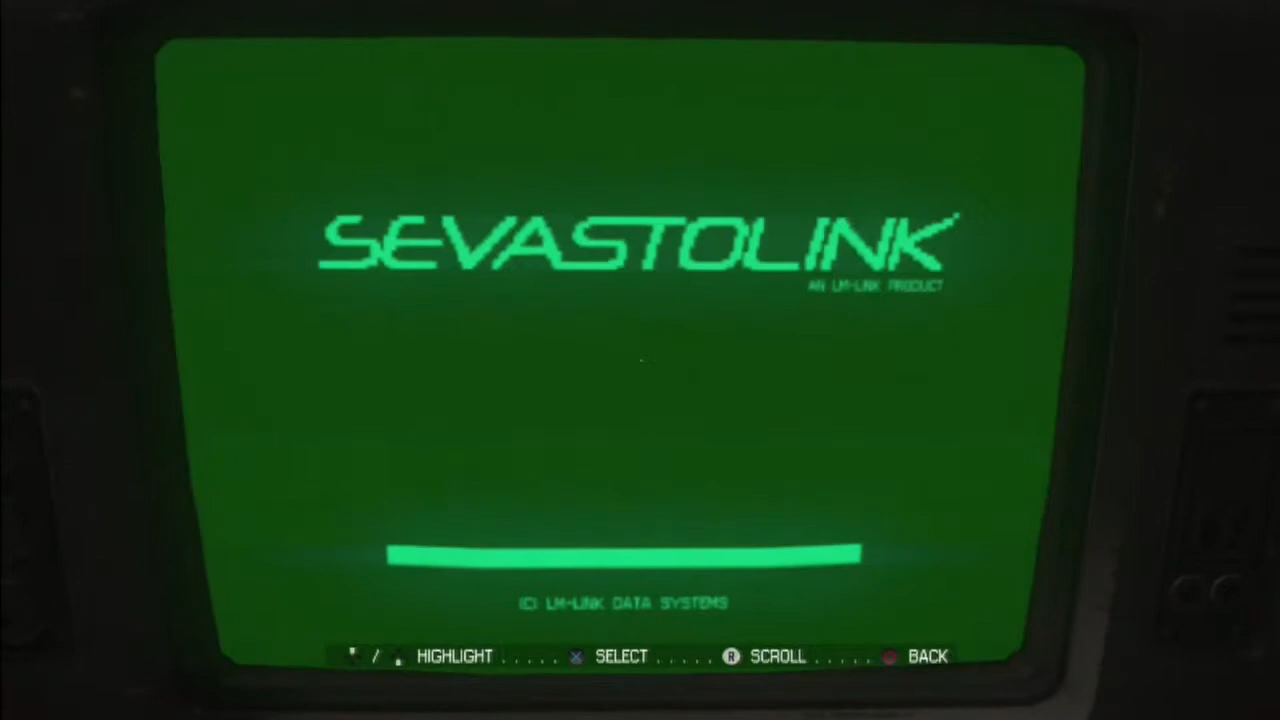 SEVASTOLINK
AN LM-LINK PRODUCT
(C) LM-LINK DATA SYSTEMS
/ HIGHLIGHT ..... SELECT ..... R SCROLL ...... BACK